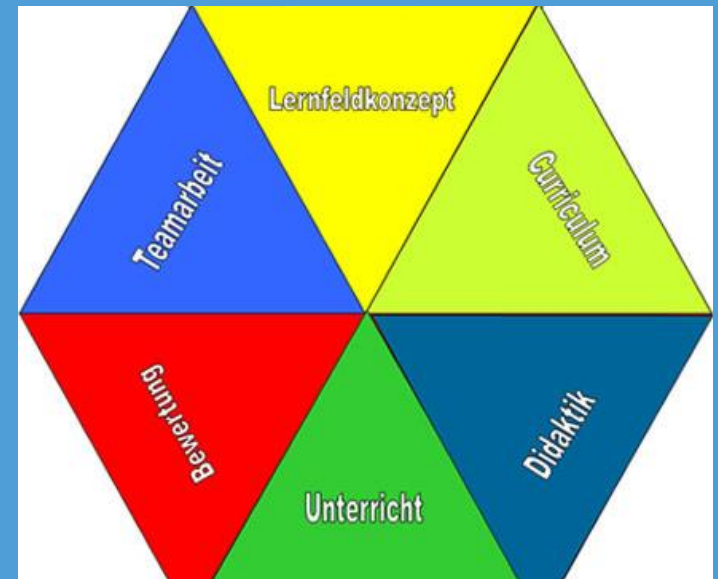 Lernfeldkonzept
Teamarbeit
Curriculum
Bewertung
Didaktik
Unterricht